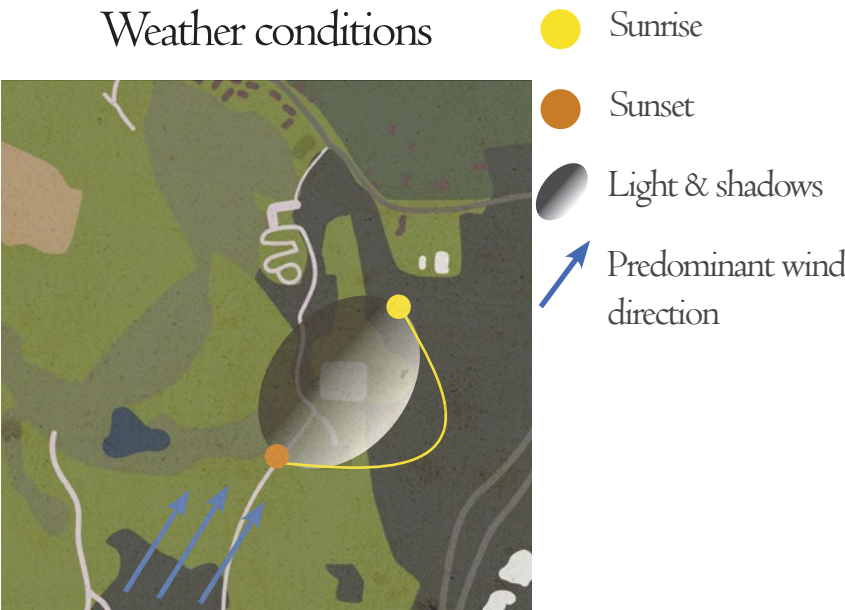 Weather conditions
Sunrise
Sunset
Light & shadows
Predominant wind
direction